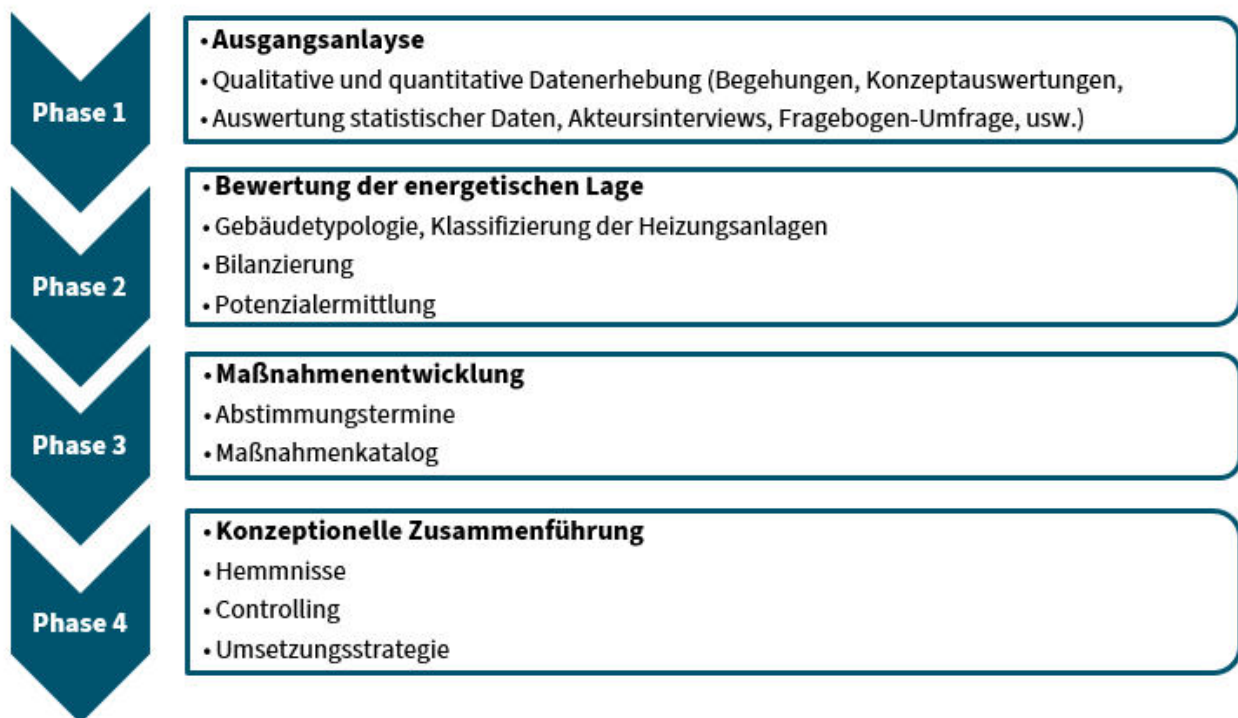 Phase 1
• Ausgangsanlayse
• Qualitative und quantitative Datenerhebung (Begehungen, Konzeptauswertungen,
• Auswertung statistischer Daten, Akteursinterviews, Fragebogen-Umfrage, usw.)
Phase 2
• Bewertung der energetischen Lage
• Gebäudetypologie, Klassifizierung der Heizungsanlagen
• Bilanzierung
• Potenzialermittlung
Phase 3
• Maßnahmenentwicklung
• Abstimmungstermine
• Maßnahmenkatalog
Phase 4
• Konzeptionelle Zusammenführung
• Hemmnisse
• Controlling
• Umsetzungsstrategie